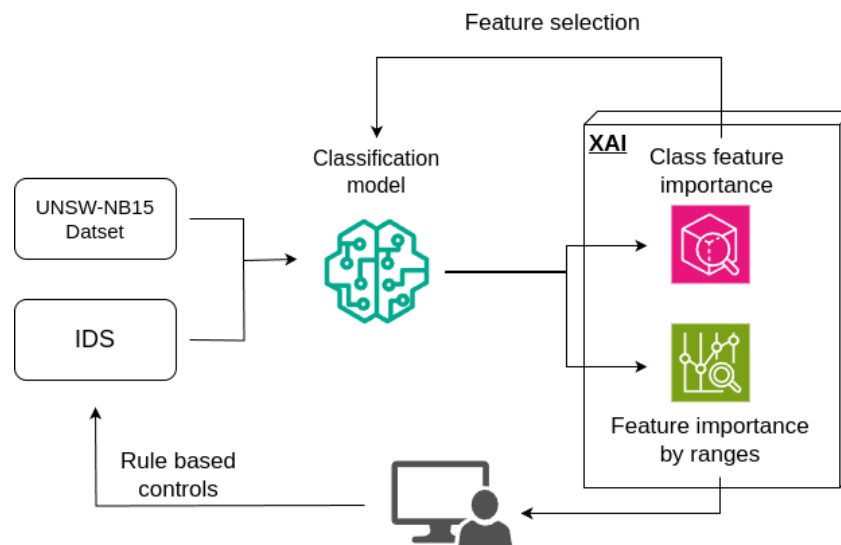 Feature selection
Classification
model
XAI
Class feature
importance
UNSW-NB15
Datset
IDS
Feature importance
by ranges
Rule based
controls